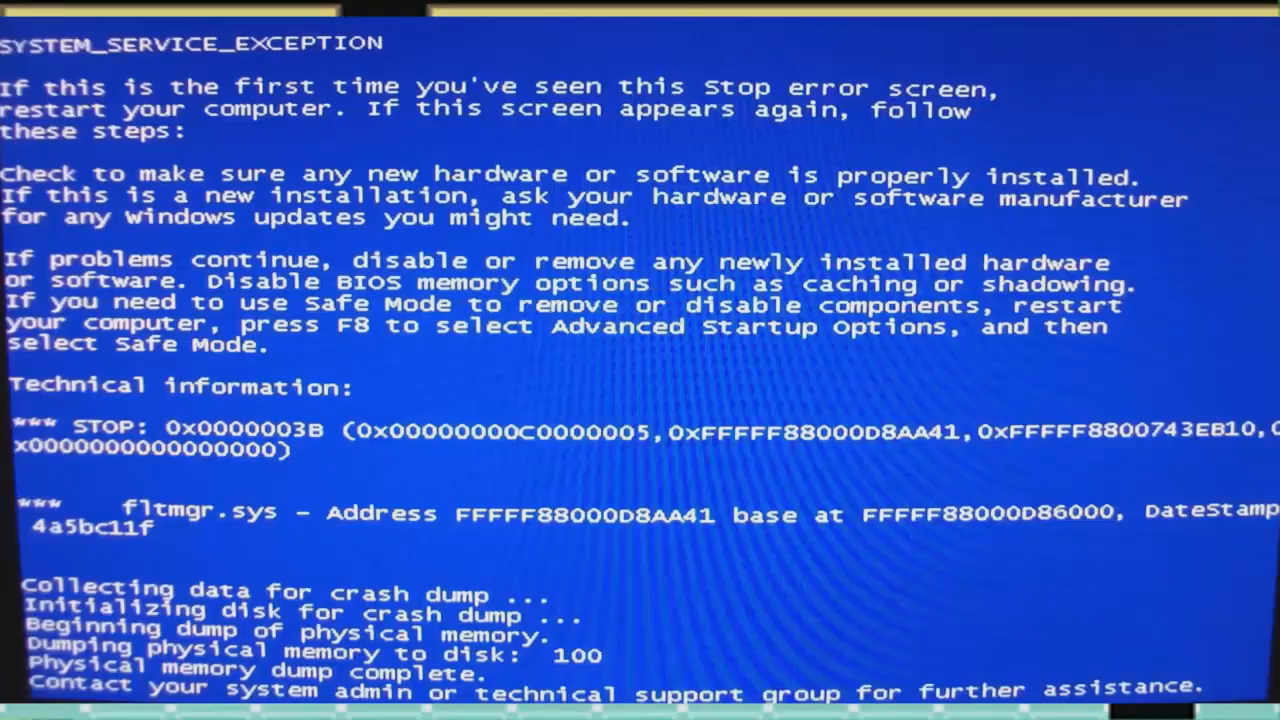 SYSTEM_SERVICE_EXCEPTION
If this is the first time you've seen this Stop error screen,
restart your computer. If this screen appears again, follow
these steps:
Check to make sure any new hardware or software is properly installed.
If this is a new installation, ask your hardware or software manufacturer
for any Windows updates you might need.
If problems continue, disable or remove any newly installed hardware
or software. Disable BIOS memory options such as caching or shadowing.
If you need to use Safe Mode to remove or disable components, restart
your computer, press F8 to select Advanced Startup Options, and then
select Safe Mode.
Technical information:
*** STOP: 0x0000003B (0x00000000C0000005,0xFFFFF88000D8AA41,0xFFFFF8800743EB10,0
x0000000000000000)
*** fltmgr.sys - Address FFFFF88000D8AA41 base at FFFFF88000D86000, DateStamp
4a5bc11f
Collecting data for crash dump ...
Initializing disk for crash dump ...
Beginning dump of physical memory.
Dumping physical memory to disk: 100
Physical memory dump complete.
Contact your system admin or technical support group for further assistance.